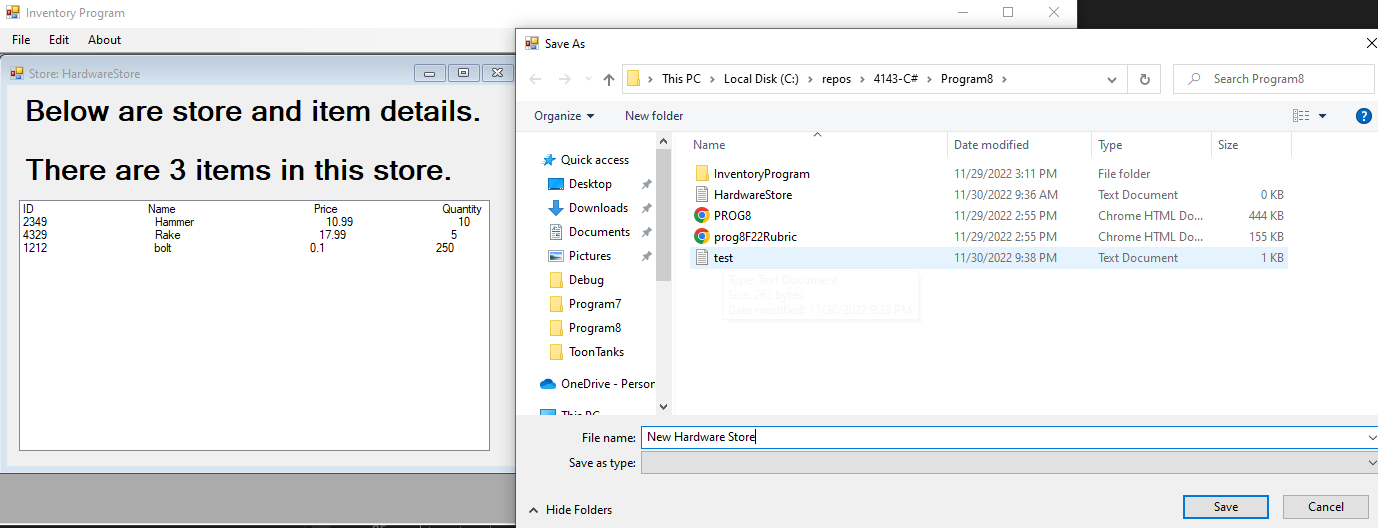 Inventory Program
File Edit About
Store: HardwareStore
Below are store and item details.
There are 3 items in this store.
ID Name Price Quantity
2349 Hammer 10.99 10
4329 Rake 17.99 5
1212 bolt 0.1 250
Save As
This PC Local Disk (C:) repos 4143-C# Program8
Search Program8
Organize New folder
Quick access
Desktop
Downloads
Documents
Pictures
Debug
Program7
Program8
ToonTanks
OneDrive - Person
This PC
Name Date modified Type Size
InventoryProgram 11/29/2022 3:11 PM File folder
HardwareStore 11/30/2022 9:36 AM Text Document 0 KB
PROG8 11/29/2022 2:55 PM Chrome HTML Do... 444 KB
prog8F22Rubric 11/29/2022 2:55 PM Chrome HTML Do... 155 KB
test 11/30/2022 9:38 PM Text Document 1 KB
Type: Text Document
Size: 262 bytes
Date modified: 11/30/2022 9:38 PM
File name: New Hardware Store
Save as type:
Hide Folders
Save Cancel